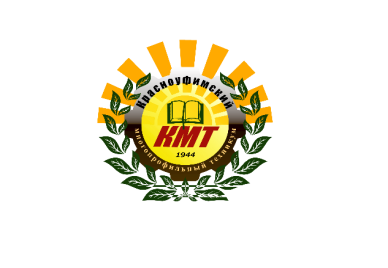 Красноуфимский
КМТ
1944
многопрофильный техникум